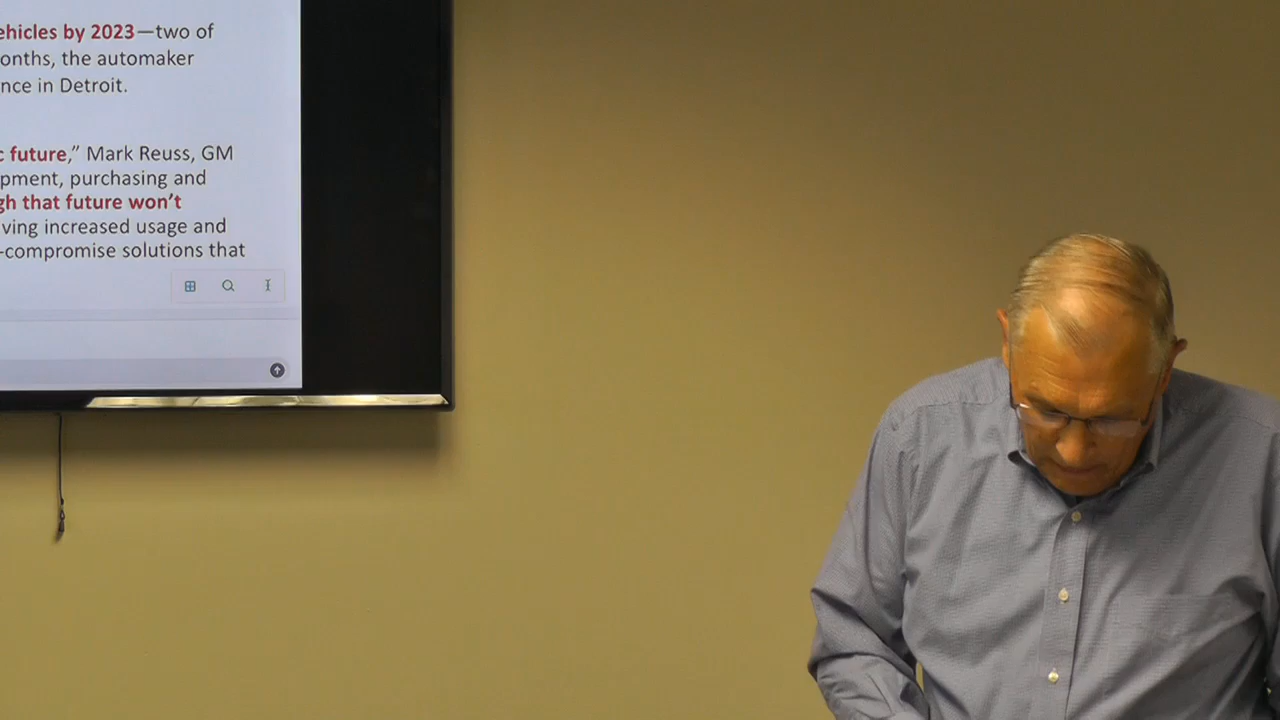 ehicles by 2023—two of
onths, the automaker
nce in Detroit.
c future,” Mark Reuss, GM
pment, purchasing and
gh that future won’t
ving increased usage and
-compromise solutions that